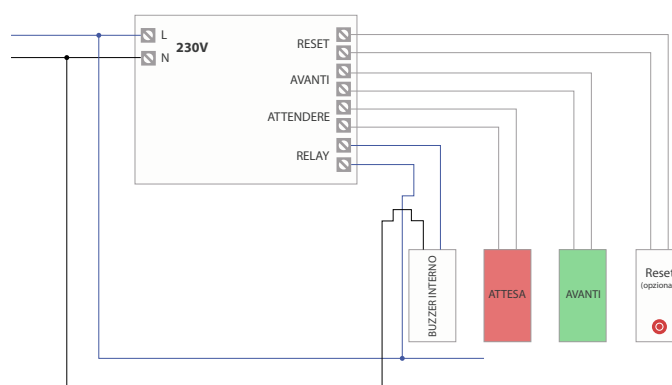 L
230V
N
RESET
AVANTI
ATTENDERE
RELAY
BUZZER INTERNO
ATTESA
AVANTI
Reset